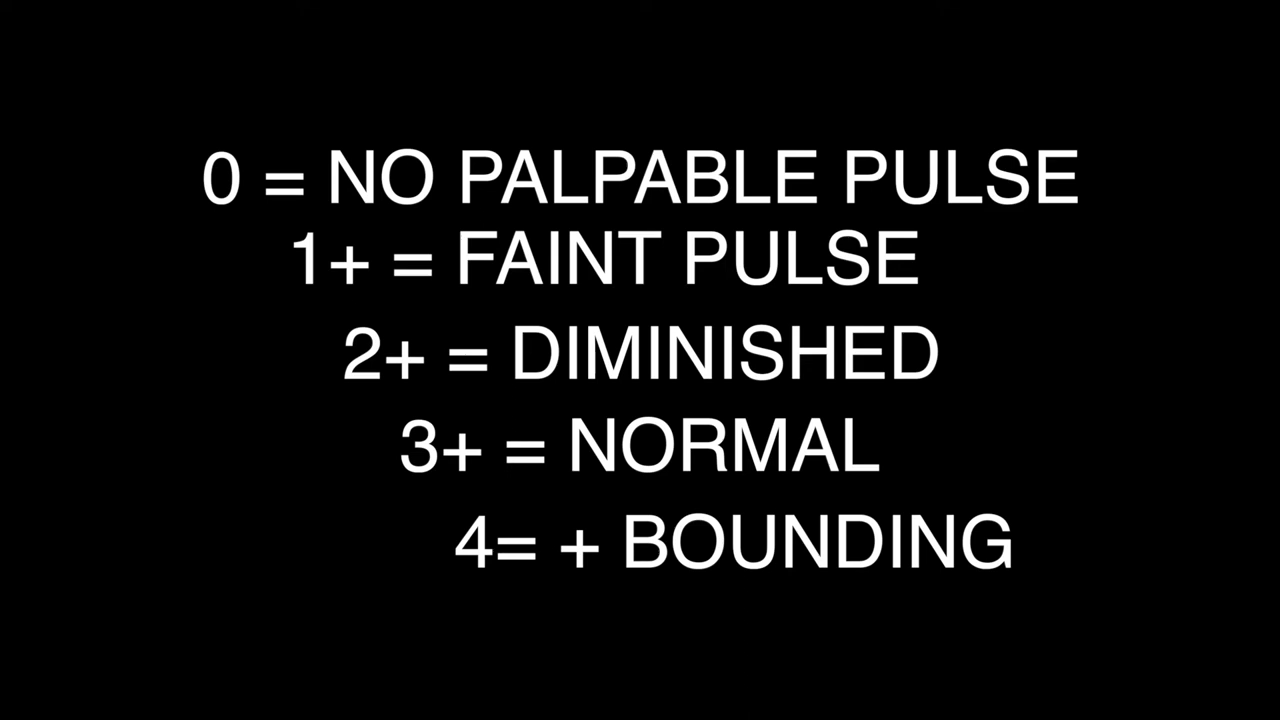 0 = NO PALPABLE PULSE
1+ = FAINT PULSE
2+ = DIMINISHED
3+ = NORMAL
4= + BOUNDING